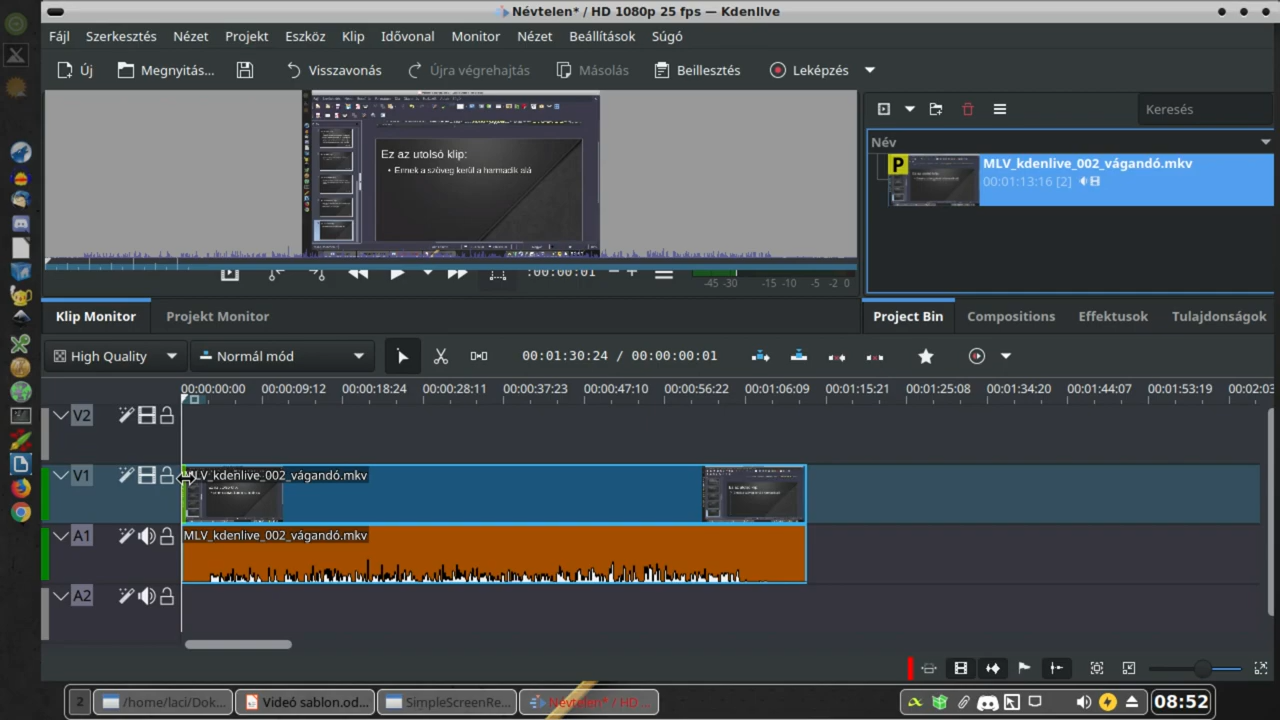 Névtelen* / HD 1080p 25 fps — Kdenlive
Fájl Szerkesztés Nézet Projekt Eszköz Klip Idővonal Monitor Nézet Beállítások Súgó
Új Megnyitás... Visszavonás Újra végrehajtás Másolás Beillesztés Leképzés
Keresés
Név
Ez az utolsó klip:
• Ennek a szöveg kerül a harmadik alá
P
MLV_kdenlive_002_vágandó.mkv
00:01:13:16 [2]
:00:00:01
-45 -30 -15 -10 -5 -2 0
Klip Monitor Projekt Monitor
Project Bin Compositions Effektusok Tulajdonságok
High Quality Normál mód 00:01:30:24 / 00:00:00:01
00:00:00:00 00:00:09:12 00:00:18:24 00:00:28:11 00:00:37:23 00:00:47:10 00:00:56:22 00:01:06:09 00:01:15:21 00:01:25:08 00:01:34:20 00:01:44:07 00:01:53:19 00:02:03
V2
V1 MLV_kdenlive_002_vágandó.mkv
A1 MLV_kdenlive_002_vágandó.mkv
A2
2 /home/laci/Dok... Videó sablon.od... SimpleScreenRe... Névtelen* / HD ... 08:52